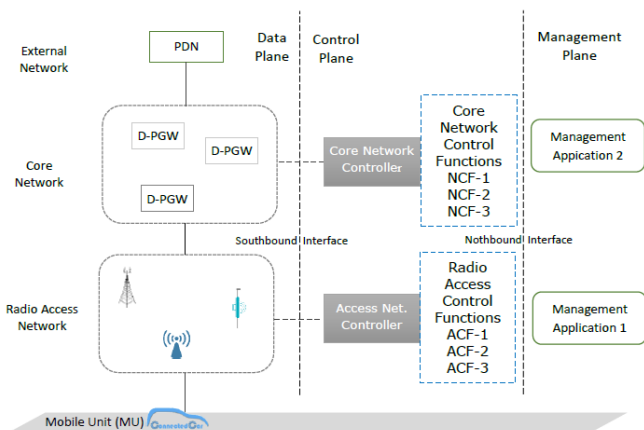 External
Network
PDN
Data
Plane
Control
Plane
Management
Plane
Core
Network
D-PGW
D-PGW
D-PGW
Core Network
Controller
Core
Network
Control
Functions
NCF-1
NCF-2
NCF-3
Management
Appication 2
Southbound Interface
Nothbound Interface
Radio Access
Network
Access Net.
Controller
Radio
Access
Control
Functions
ACF-1
ACF-2
ACF-3
Management
Application 1
Mobile Unit (MU)
ConnectedCar